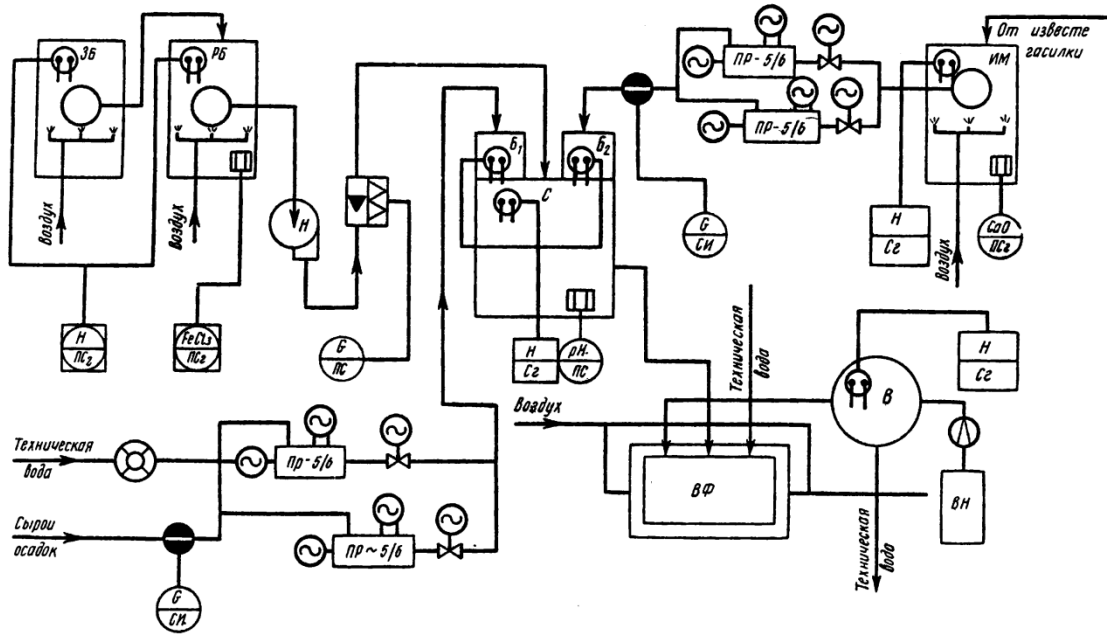 ЗБ
РБ
Воздух
Воздух
Н
ПСг
FeCl3
ПСг
Н
G
ПС
Б1
Б2
С
Н
Сг
pH
ПС
G
СИ
ПР-5/6
ПР-5/6
От извести
гасилки
ИМ
Н
Сг
Воздух
CaO
ПСг
Техническая
вода
Н
Сг
В
ВН
Воздух
ВФ
Техническая
вода
Техническая
вода
Пр-5/6
Сырой
осадок
ПР~5/6
G
СИ